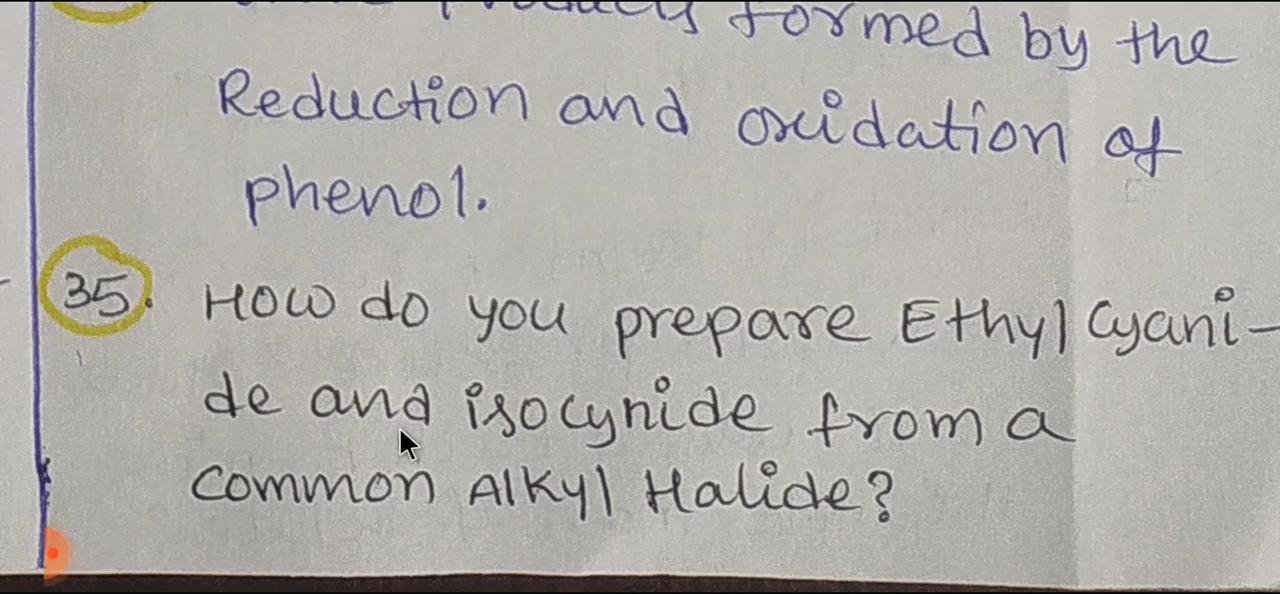 formed by the
Reduction and oxidation of
phenol.
35. How do you prepare Ethyl Cyani-
de and isocynide from a
common Alkyl Halide?